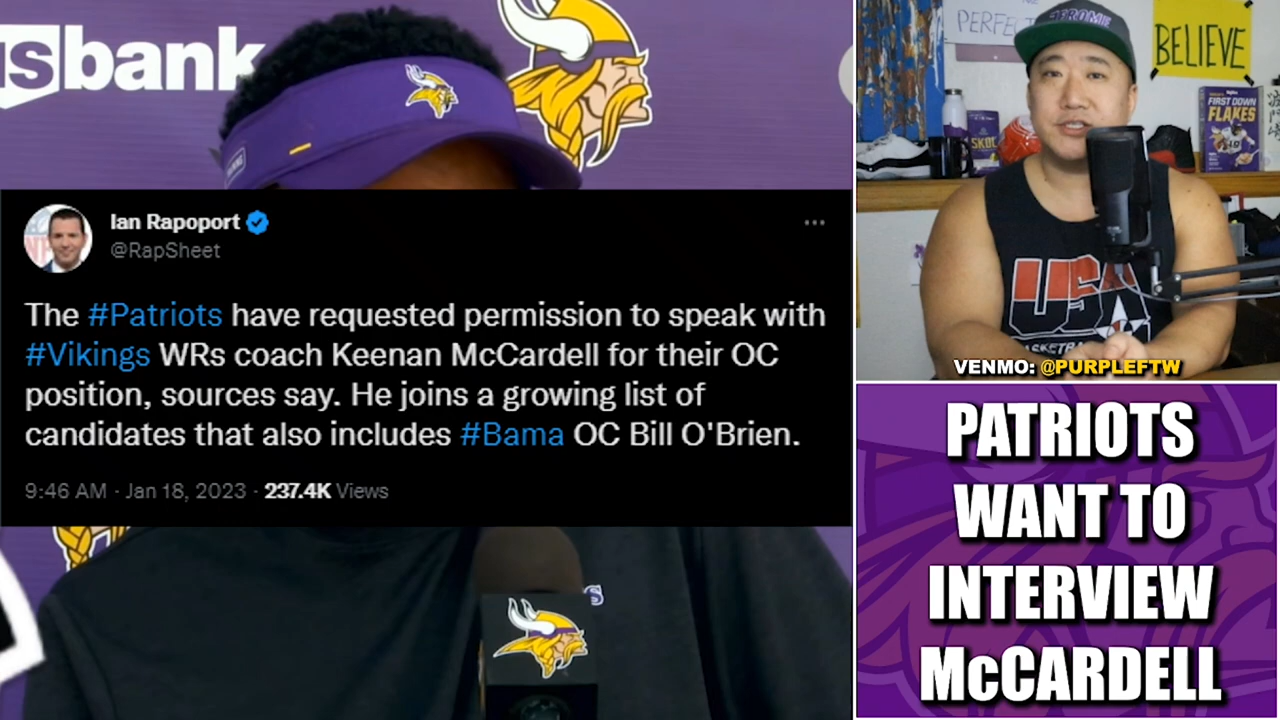 usbank
Ian Rapoport
@RapSheet
The #Patriots have requested permission to speak with
#Vikings WRs coach Keenan McCardell for their OC
position, sources say. He joins a growing list of
candidates that also includes #Bama OC Bill O'Brien.
9:46 AM · Jan 18, 2023 · 237.4K Views
PERFECT
BELIEVE
FIRST DOWN
FLAKES
SKOL
USA
BASKETBALL
VENMO: @PURPLEFTW
PATRIOTS
WANT TO
INTERVIEW
McCARDELL